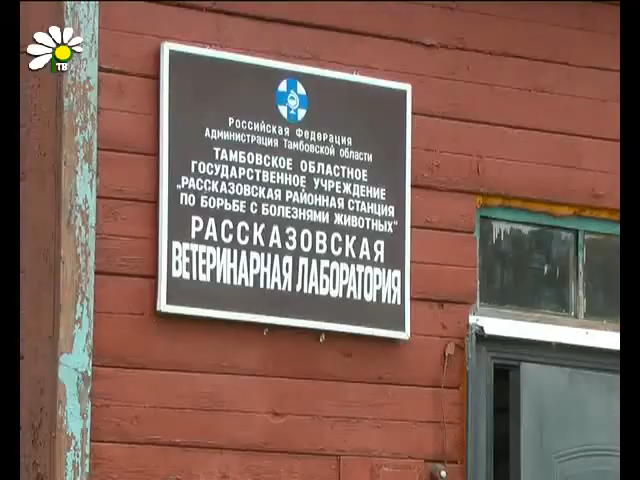 ТВ
Российская Федерация
Администрация Тамбовской области
ТАМБОВСКОЕ ОБЛАСТНОЕ
ГОСУДАРСТВЕННОЕ УЧРЕЖДЕНИЕ
"РАССКАЗОВСКАЯ РАЙОННАЯ СТАНЦИЯ
ПО БОРЬБЕ С БОЛЕЗНЯМИ ЖИВОТНЫХ"
РАССКАЗОВСКАЯ
ВЕТЕРИНАРНАЯ ЛАБОРАТОРИЯ